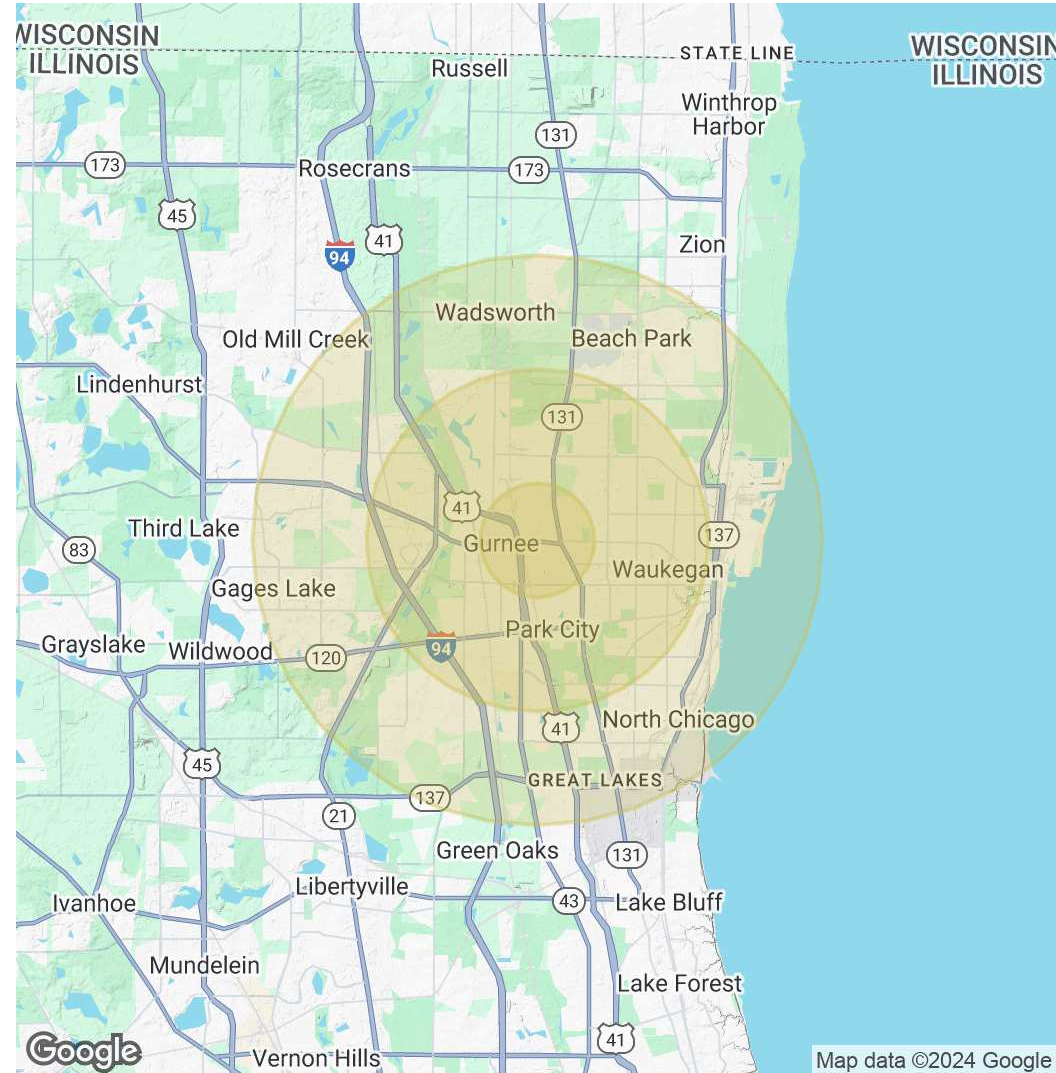 WISCONSIN
ILLINOIS
STATE LINE
WISCONSIN
ILLINOIS
Russell
Winthrop
Harbor
131
173
Rosecrans
173
45
41
94
Zion
Wadsworth
Old Mill Creek
Beach Park
Lindenhurst
131
41
Third Lake
Gurnee
137
83
Waukegan
Gages Lake
Park City
Grayslake
Wildwood
120
94
North Chicago
41
45
GREAT LAKES
137
21
Green Oaks
131
Libertyville
43
Lake Bluff
Ivanhoe
Mundelein
Lake Forest
41
Google
Vernon Hills
Map data ©2024 Google